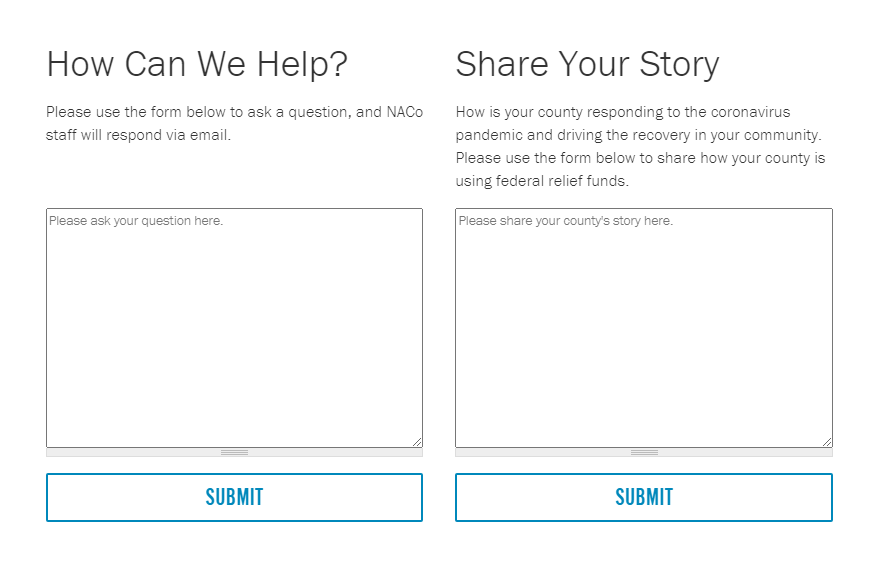 How Can We Help?
Please use the form below to ask a question, and NACo
staff will respond via email.
Please ask your question here.
SUBMIT
Share Your Story
How is your county responding to the coronavirus
pandemic and driving the recovery in your community.
Please use the form below to share how your county is
using federal relief funds.
Please share your county's story here.
SUBMIT